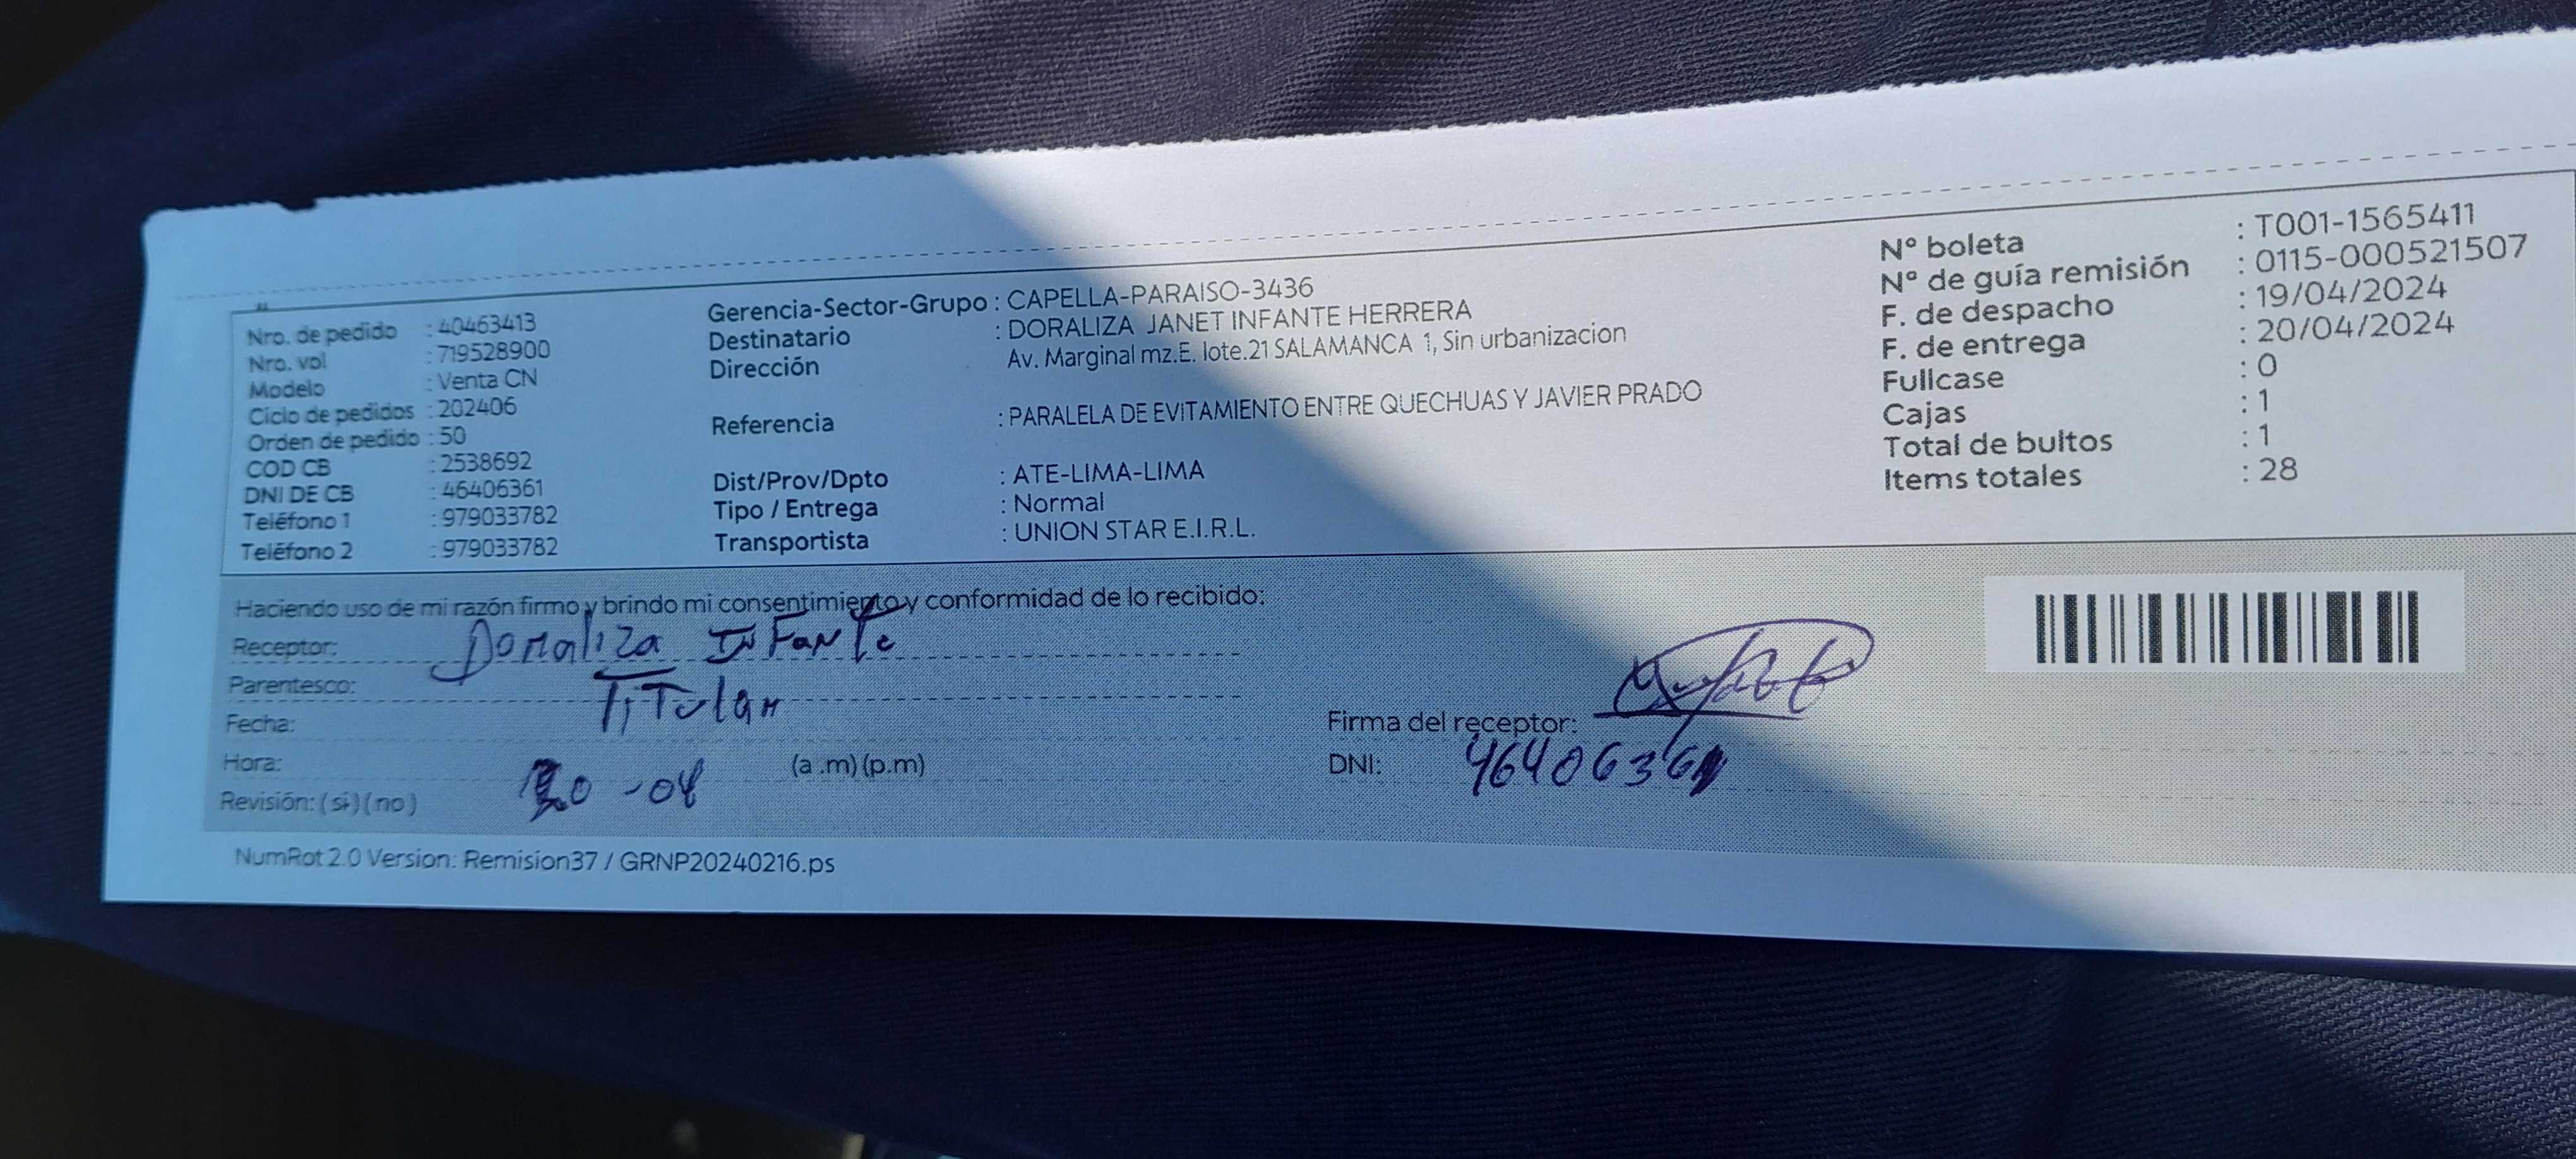 Nro. de pedido : 40463413
Nro. vol : 719528900
Modelo : Venta CN
Ciclo de pedidos : 202406
Orden de pedido : 50
COD CB : 2538692
DNI DE CB : 46406361
Teléfono 1 : 979033782
Teléfono 2 : 979033782
Gerencia-Sector-Grupo : CAPELLA-PARAISO-3436
Destinatario : DORALIZA JANET INFANTE HERRERA
Dirección Av. Marginal mz.E. lote.21 SALAMANCA 1, Sin urbanizacion
Referencia : PARALELA DE EVITAMIENTO ENTRE QUECHUAS Y JAVIER PRADO
Dist/Prov/Dpto : ATE-LIMA-LIMA
Tipo / Entrega : Normal
Transportista : UNION STAR E.I.R.L.
N° boleta : T001-1565411
N° de guía remisión : 0115-000521507
F. de despacho : 19/04/2024
F. de entrega : 20/04/2024
Fullcase : 0
Cajas : 1
Total de bultos : 1
Items totales : 28
Haciendo uso de mi razón firmo y brindo mi consentimiento y conformidad de lo recibido:
Receptor: Doraliza Infante
Parentesco: Titular
Fecha:
Hora: (a .m) (p.m)
20 - 04
Revisión: ( si ) ( no )
Firma del receptor:
DNI: 46406361
NumRot 2.0 Version: Remision37 / GRNP20240216.ps